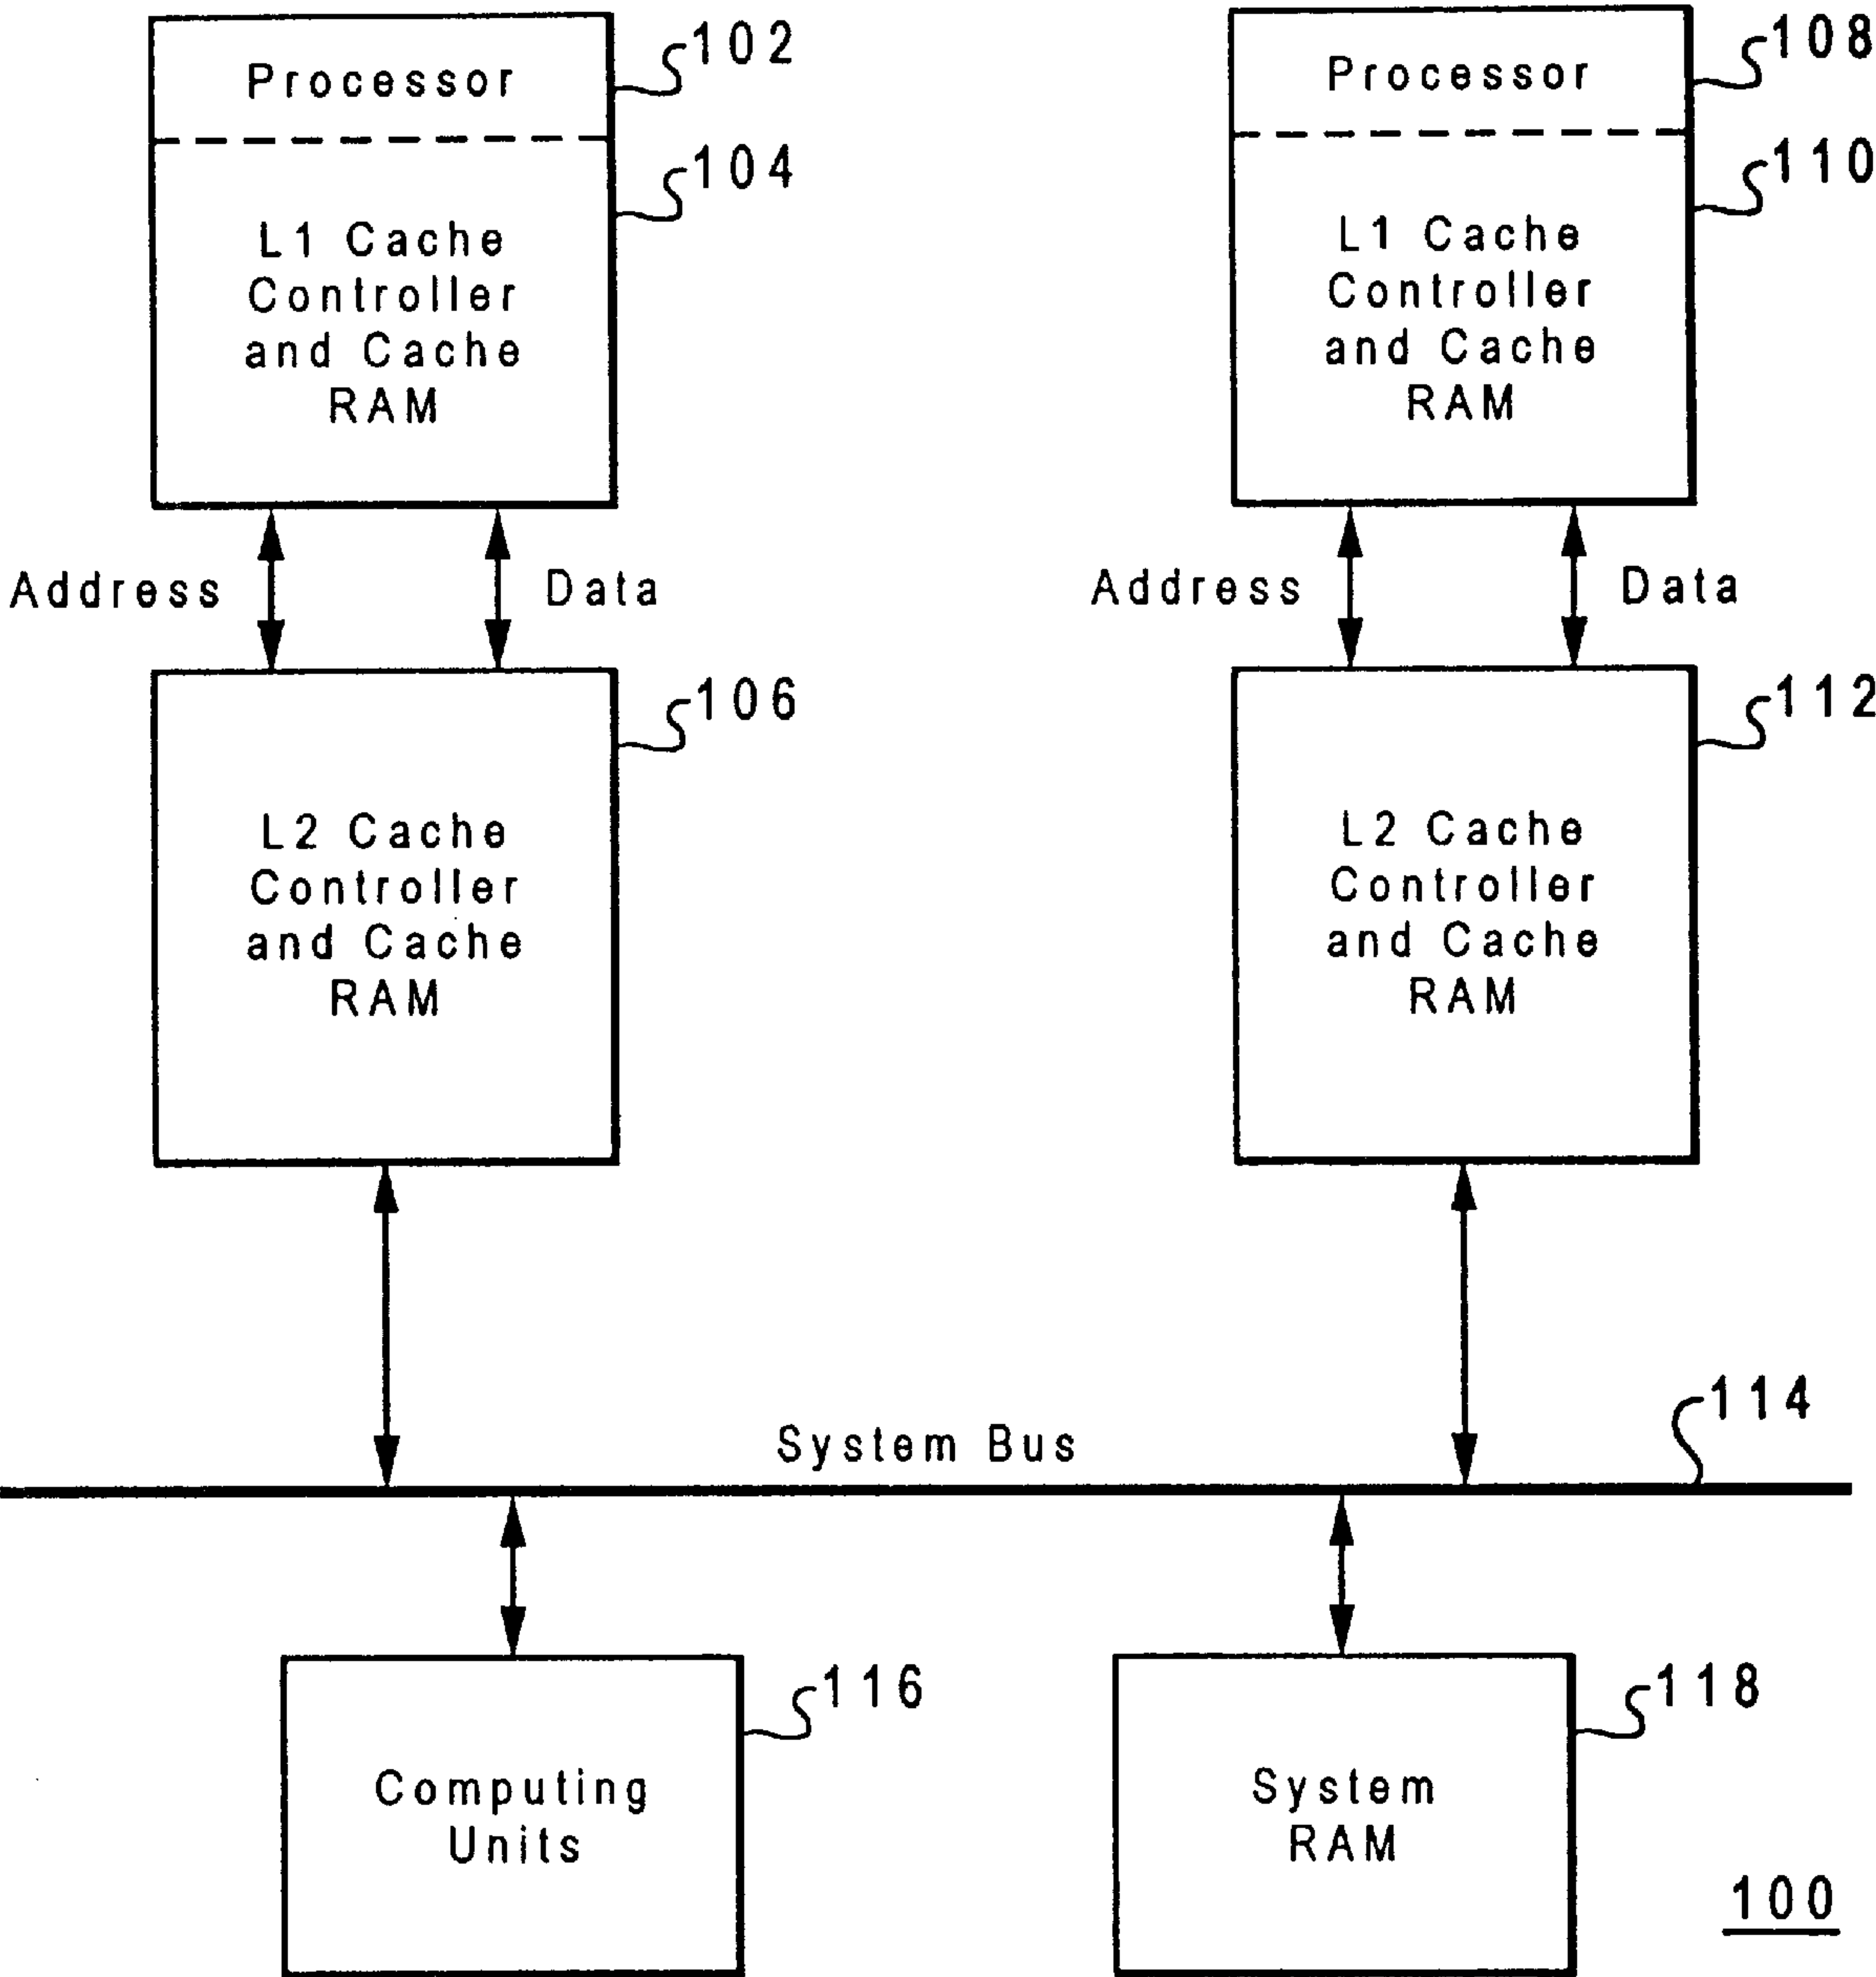 Processor
102
104
L1 Cache
Controller
and Cache
RAM
Address
Data
106
L2 Cache
Controller
and Cache
RAM
Processor
108
110
L1 Cache
Controller
and Cache
RAM
Address
Data
112
L2 Cache
Controller
and Cache
RAM
System Bus
114
116
Computing
Units
118
System
RAM
100